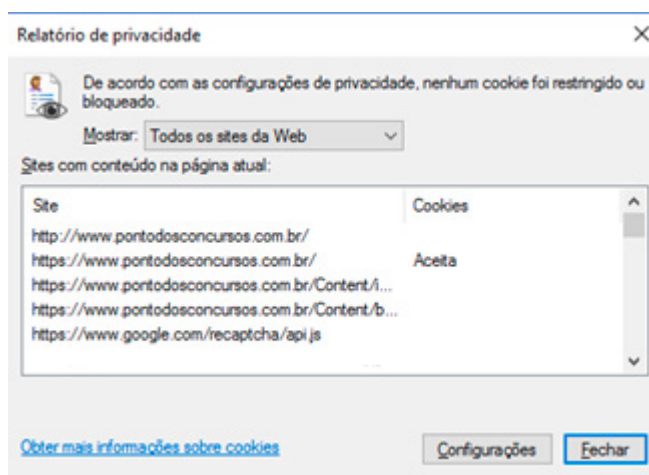 Relatório de privacidade
De acordo com as configurações de privacidade, nenhum cookie foi restringido ou
bloqueado.
Mostrar: Todos os sites da Web
Sites com conteúdo na página atual:
Site Cookies
http://www.pontodosconcursos.com.br/
https://www.pontodosconcursos.com.br/ Aceita
https://www.pontodosconcursos.com.br/Content/i...
https://www.pontodosconcursos.com.br/Content/b...
https://www.google.com/recaptcha/api.js
Obter mais informações sobre cookies
Configurações Fechar